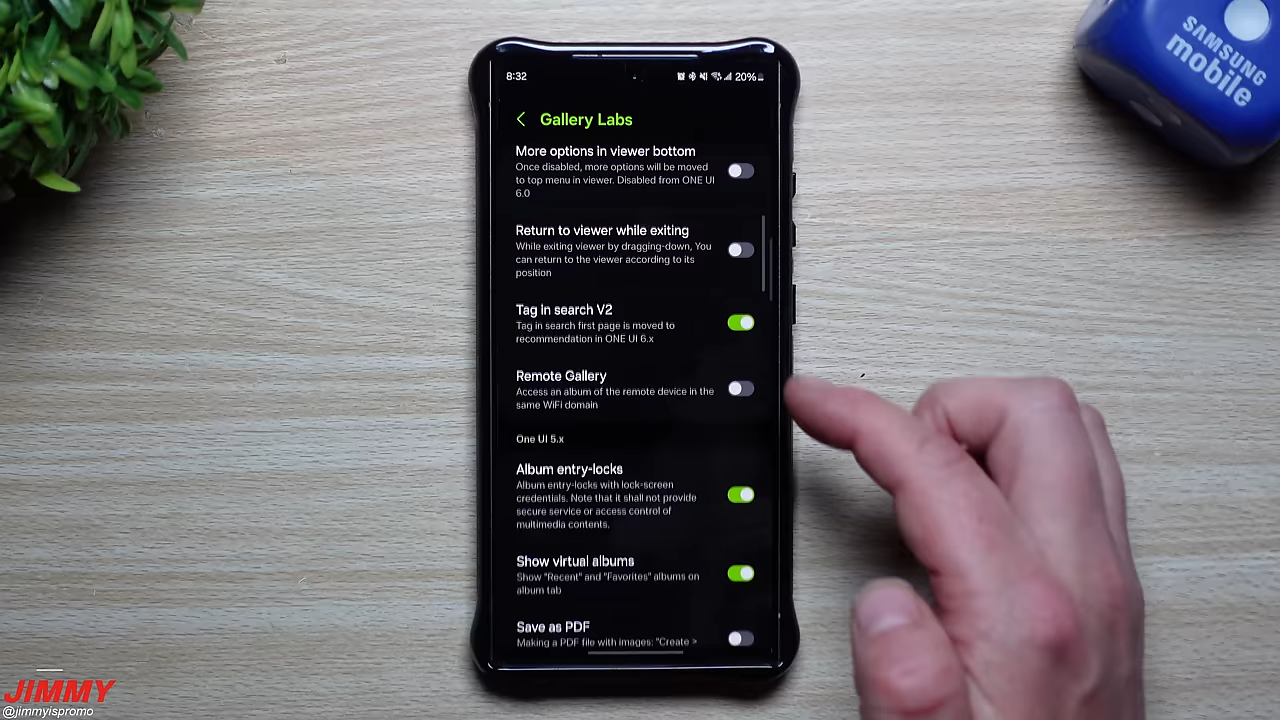 SAMSUNG
mobile
8:32
20%
Gallery Labs
More options in viewer bottom
Once disabled, more options will be moved
to top menu in viewer. Disabled from ONE UI
6.0
Return to viewer while exiting
While exiting viewer by dragging-down, You
can return to the viewer according to its
position
Tag in search V2
Tag in search first page is moved to
recommendation in ONE UI 6.x
Remote Gallery
Access an album of the remote device in the
same WiFi domain
One UI 5.x
Album entry-locks
Album entry-locks with lock-screen
credentials. Note that it shall not provide
secure service or access control of
multimedia contents.
Show virtual albums
Show "Recent" and "Favorites" albums on
album tab
Save as PDF
Making a PDF file with images: "Create >
JIMMY
@jimmyispromo